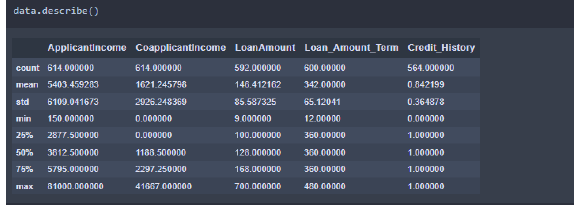 data.describe()
ApplicantIncome CoapplicantIncome LoanAmount Loan_Amount_Term Credit_History
count 614.000000 614.000000 592.000000 600.00000 564.000000
mean 5403.459283 1621.245798 146.412162 342.00000 0.842199
std 6109.041673 2926.248369 85.587325 65.12041 0.364878
min 150.000000 0.000000 9.000000 12.00000 0.000000
25% 2877.500000 0.000000 100.000000 360.00000 1.000000
50% 3812.500000 1188.500000 128.000000 360.00000 1.000000
75% 5795.000000 2297.250000 168.000000 360.00000 1.000000
max 81000.000000 41667.000000 700.000000 480.00000 1.000000